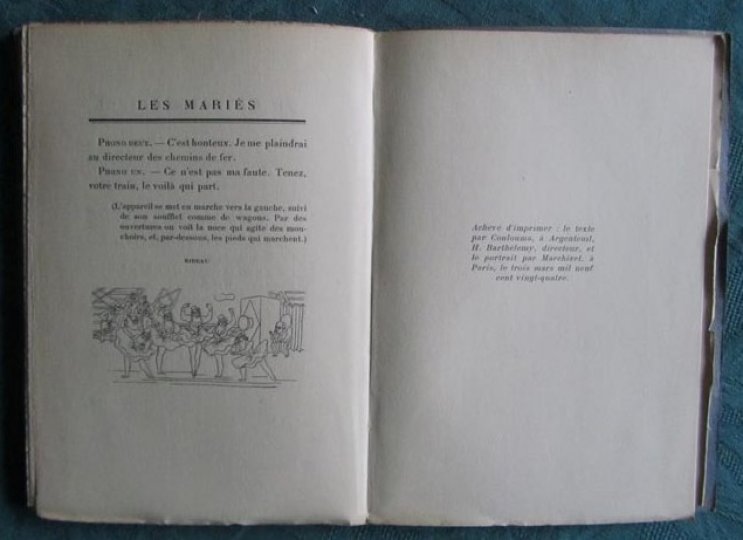 LES MARIÉS
PHONO DEUX. — C'est honteux. Je me plaindrai
au directeur des chemins de fer.
PHONO UN. — Ce n'est pas ma faute. Tenez,
votre train, le voilà qui part.
(L'appareil se met en marche vers la gauche, suivi
de son soufflet comme de wagons. Par des
ouvertures on voit la noce qui agite des mou-
choirs, et, par-dessous, les pieds qui marchent.)
RIDEAU
Achevé d'imprimer : le texte
par Coulouma, à Argenteuil,
H. Barthélemy, directeur, et
le portrait par Marchizet, à
Paris, le trois mars mil neuf
cent vingt-quatre.